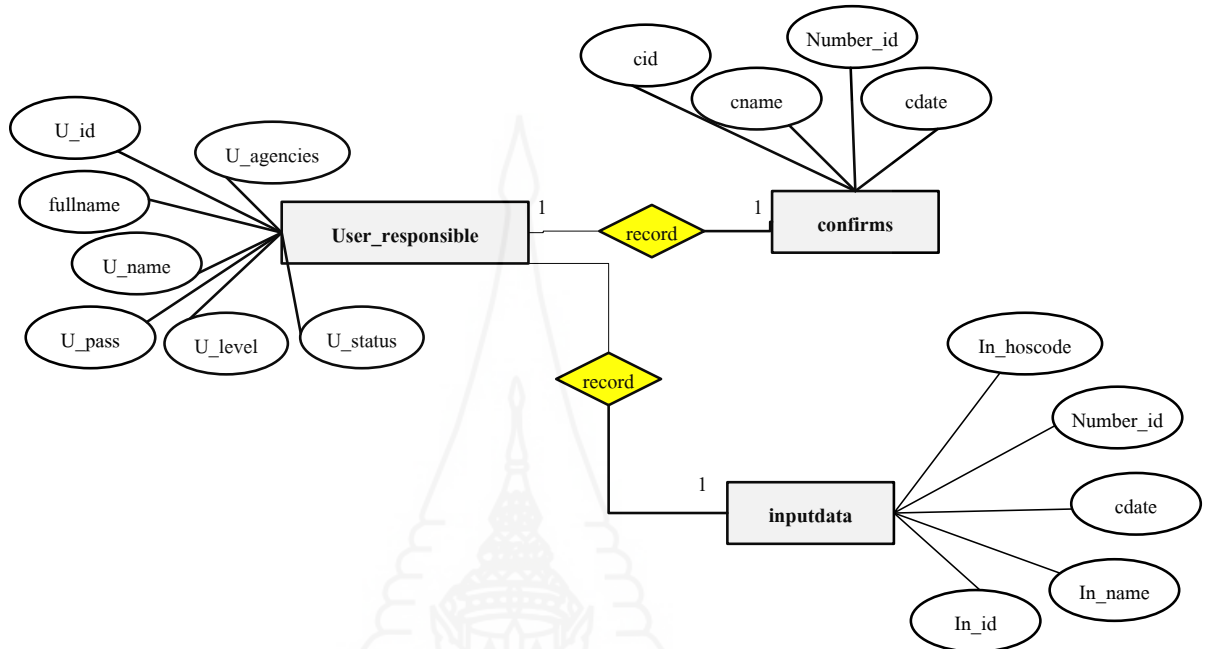 Number_id
cid
cname
cdate
U_id
U_agencies
fullname
1
1
User_responsible
record
confirms
U_name
U_pass
U_level
U_status
In_hoscode
record
Number_id
1
cdate
inputdata
In_name
In_id